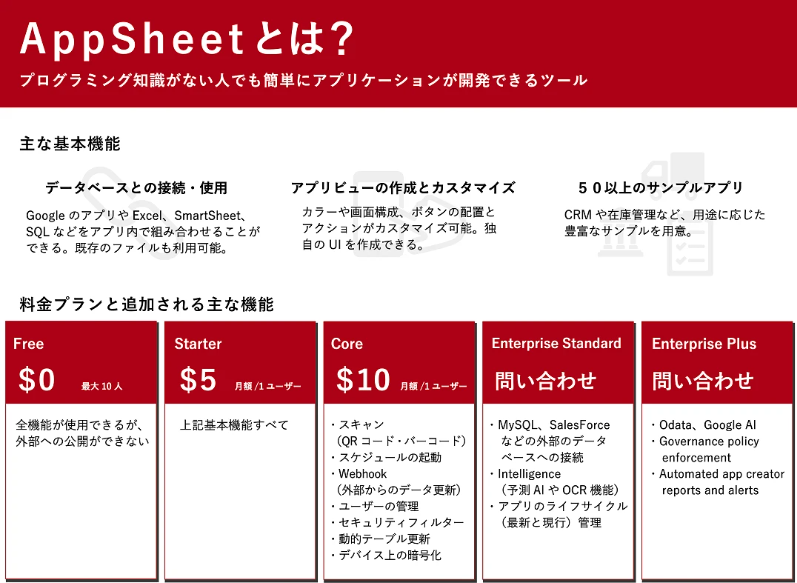 AppSheetとは？
プログラミング知識がない人でも簡単にアプリケーションが開発できるツール
主な基本機能
データベースとの接続・使用
Google のアプリや Excel、SmartSheet、
SQL などをアプリ内で組み合わせることが
できる。既存のファイルも利用可能。
アプリビューの作成とカスタマイズ
カラーや画面構成、ボタンの配置と
アクションがカスタマイズ可能。独
自の UI を作成できる。
５０以上のサンプルアプリ
CRM や在庫管理など、用途に応じた
豊富なサンプルを用意。
料金プランと追加される主な機能
Free
$0 最大 10 人
全機能が使用できるが、
外部への公開ができない
Starter
$5 月額 /1 ユーザー
上記基本機能すべて
Core
$10 月額 /1 ユーザー
・スキャン
（QR コード・バーコード）
・スケジュールの起動
・Webhook
（外部からのデータ更新）
・ユーザーの管理
・セキュリティフィルター
・動的テーブル更新
・デバイス上の暗号化
Enterprise Standard
問い合わせ
・MySQL、SalesForce
などの外部のデータ
ベースへの接続
・Intelligence
（予測 AI や OCR 機能）
・アプリのライフサイクル
（最新と現行）管理
Enterprise Plus
問い合わせ
・Odata、Google AI
・Governance policy
enforcement
・Automated app creator
reports and alerts